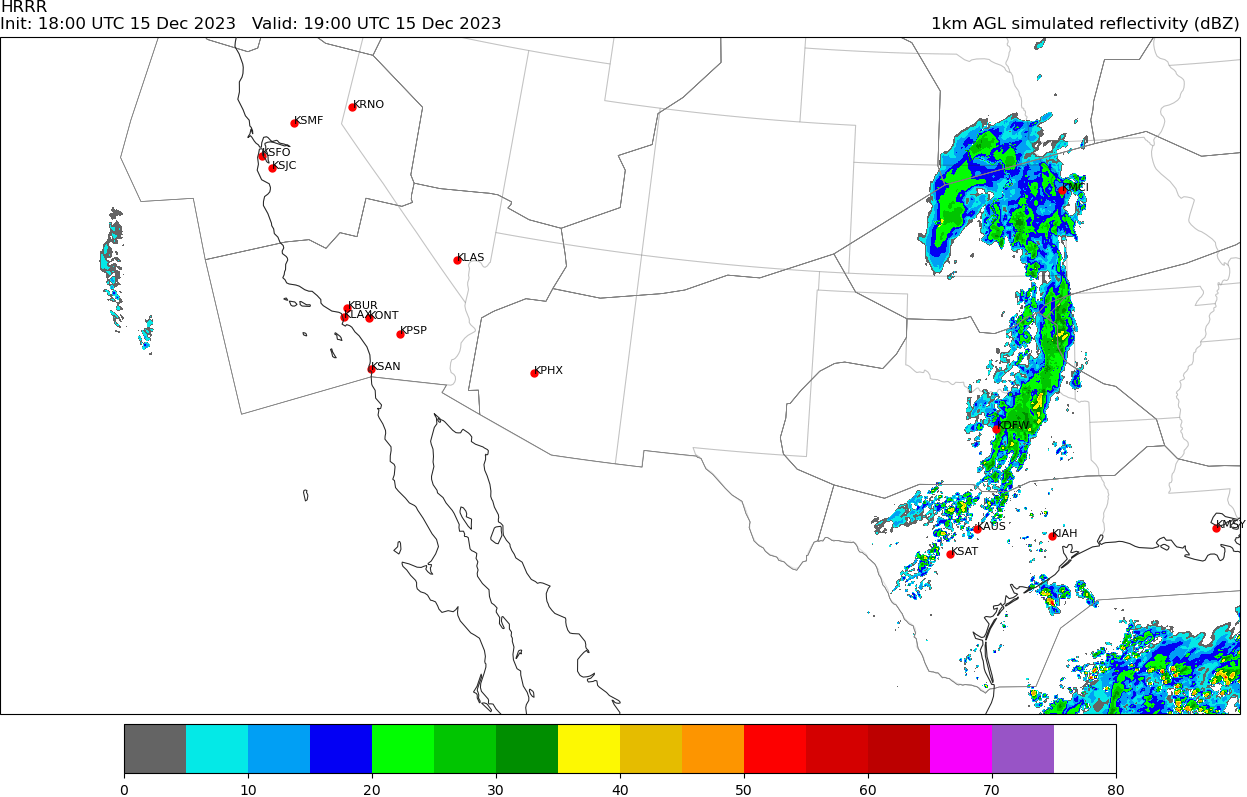 HRRR
Init: 18:00 UTC 15 Dec 2023   Valid: 19:00 UTC 15 Dec 2023
1km AGL simulated reflectivity (dBZ)
KRNO
KSMF
KSFO
KSJC
KMCI
KLAS
KBUR
KLAX
KONT
KPSP
KSAN
KPHX
KDFW
KAUS
KIAH
KMSY
KSAT
0 10 20 30 40 50 60 70 80